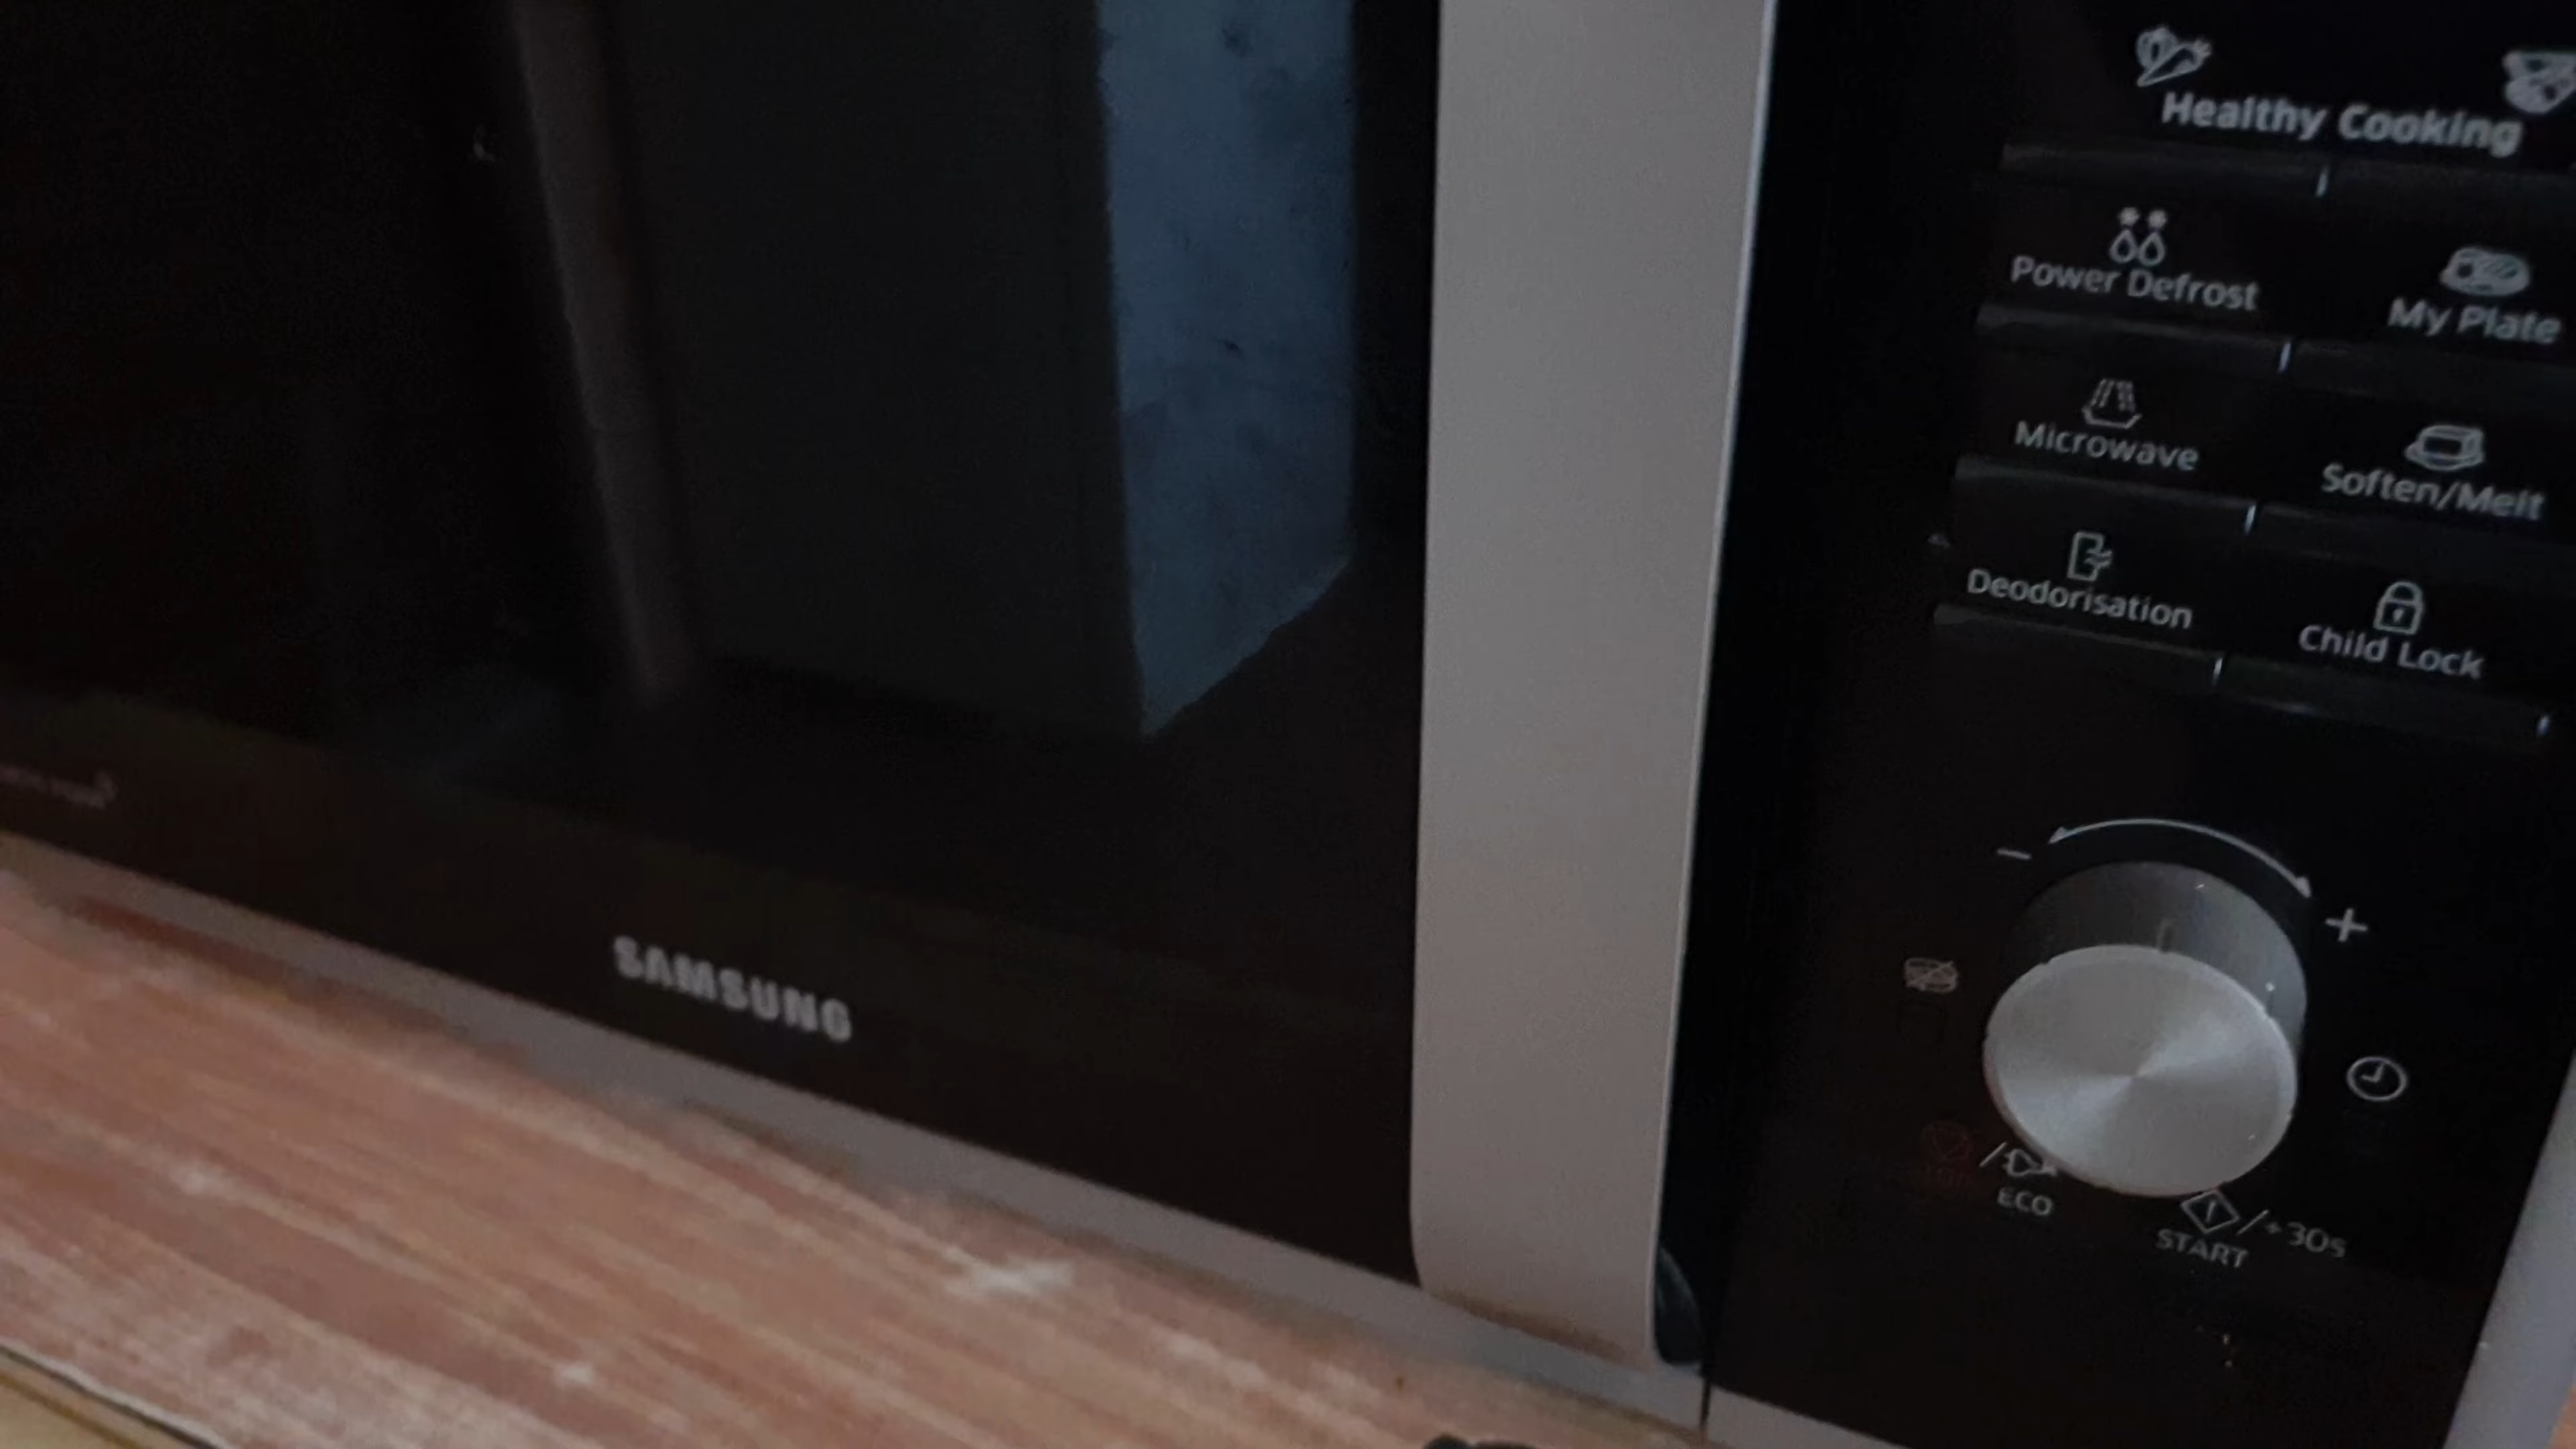 Healthy Cooking
Power Defrost
My Plate
Microwave
Soften/Melt
Deodorisation
Child Lock
- +
SAMSUNG
/
ECO
/+30s
START